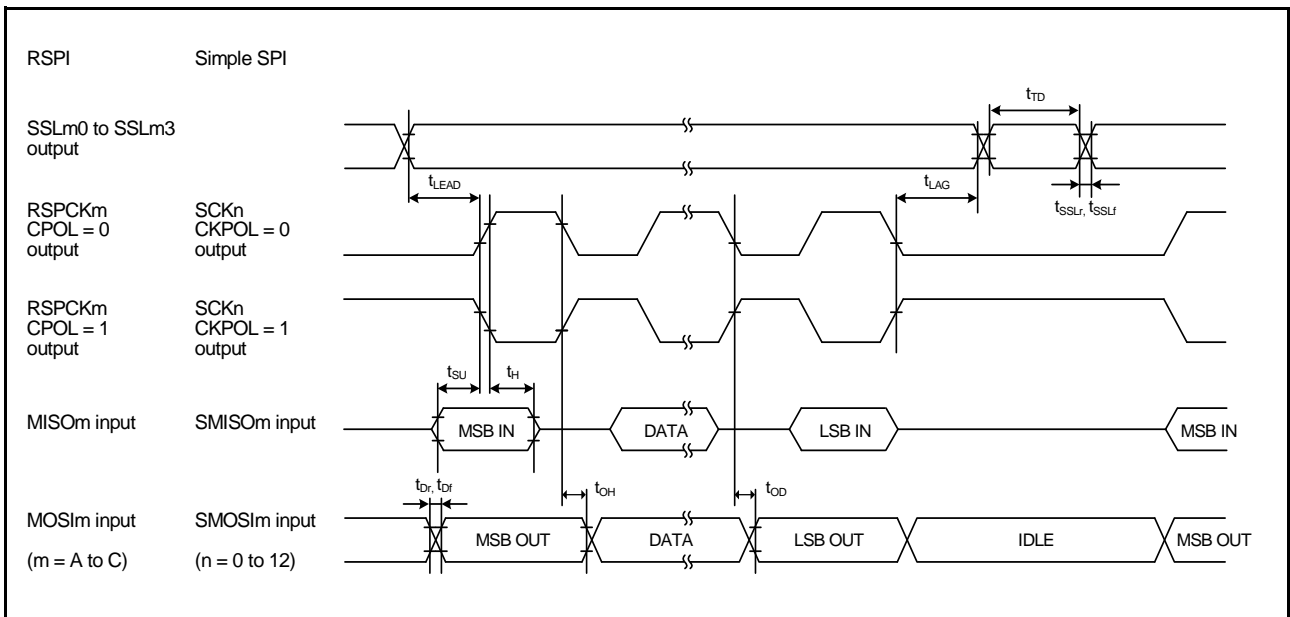 RSPI Simple SPI
tTD
SSLm0 to SSLm3
output
tLEAD tLAG
tSSLr, tSSLf
RSPCKm SCKn
CPOL = 0 CKPOL = 0
output output
RSPCKm SCKn
CPOL = 1 CKPOL = 1
output output
tSU tH
MISOm input SMISOm input MSB IN DATA LSB IN MSB IN
tDr, tDf tOH tOD
MOSIm input SMOSIm input MSB OUT DATA LSB OUT IDLE MSB OUT
(m = A to C) (n = 0 to 12)